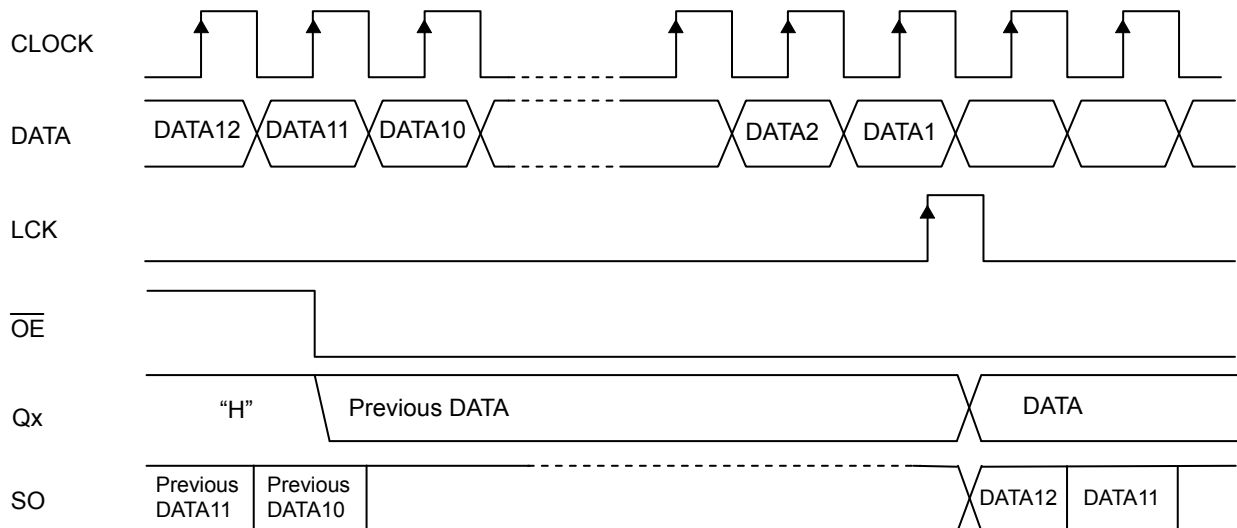 CLOCK
DATA
DATA12 DATA11 DATA10 DATA2 DATA1
LCK
OE
Qx
“H” Previous DATA DATA
SO
Previous DATA11
Previous DATA10
DATA12 DATA11